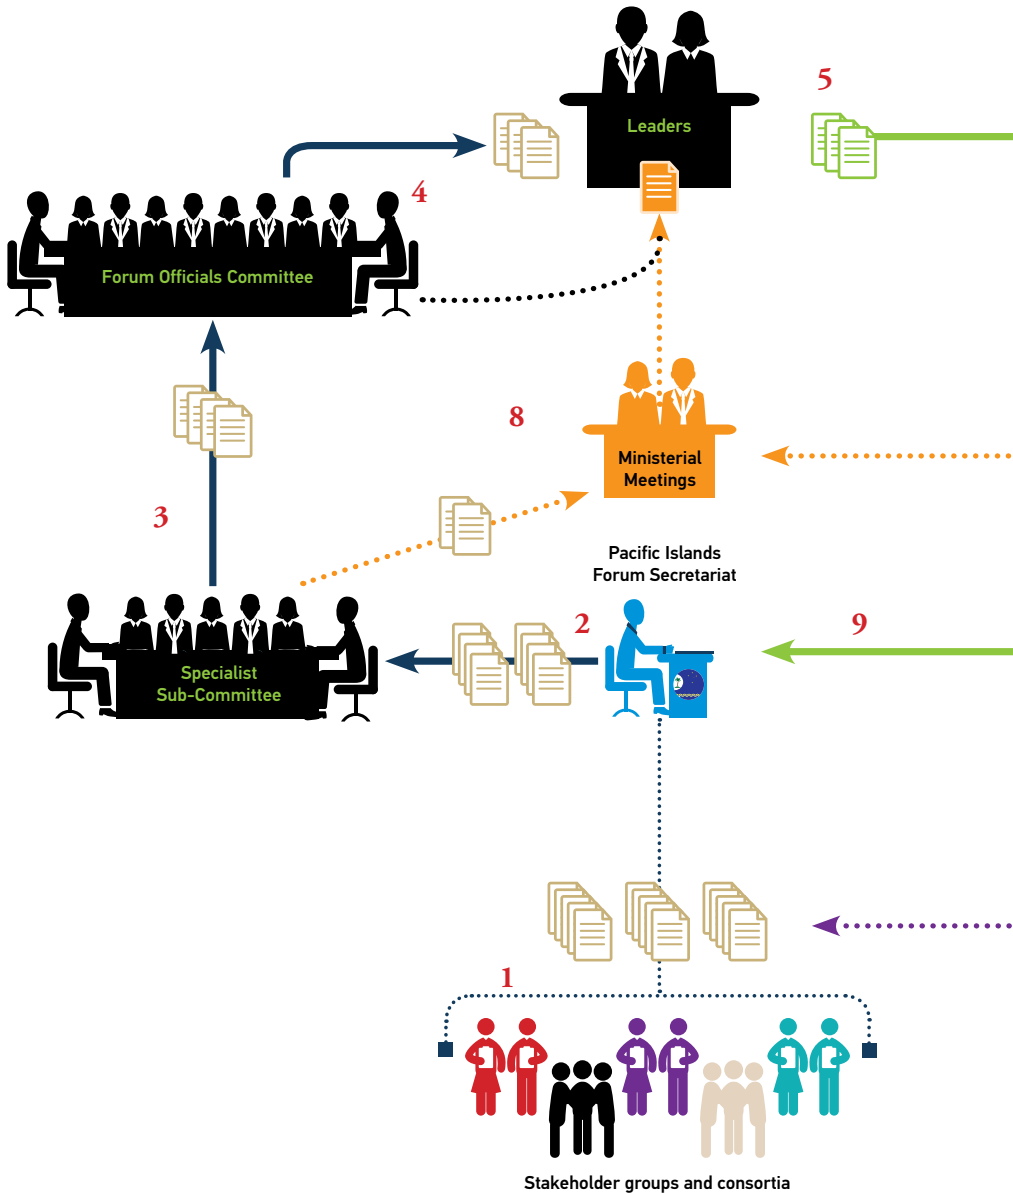 5
Leaders
4
Forum Officials Committee
8
Ministerial
Meetings
3
Pacific Islands
Forum Secretariat
2
9
Specialist
Sub-Committee
1
Stakeholder groups and consortia